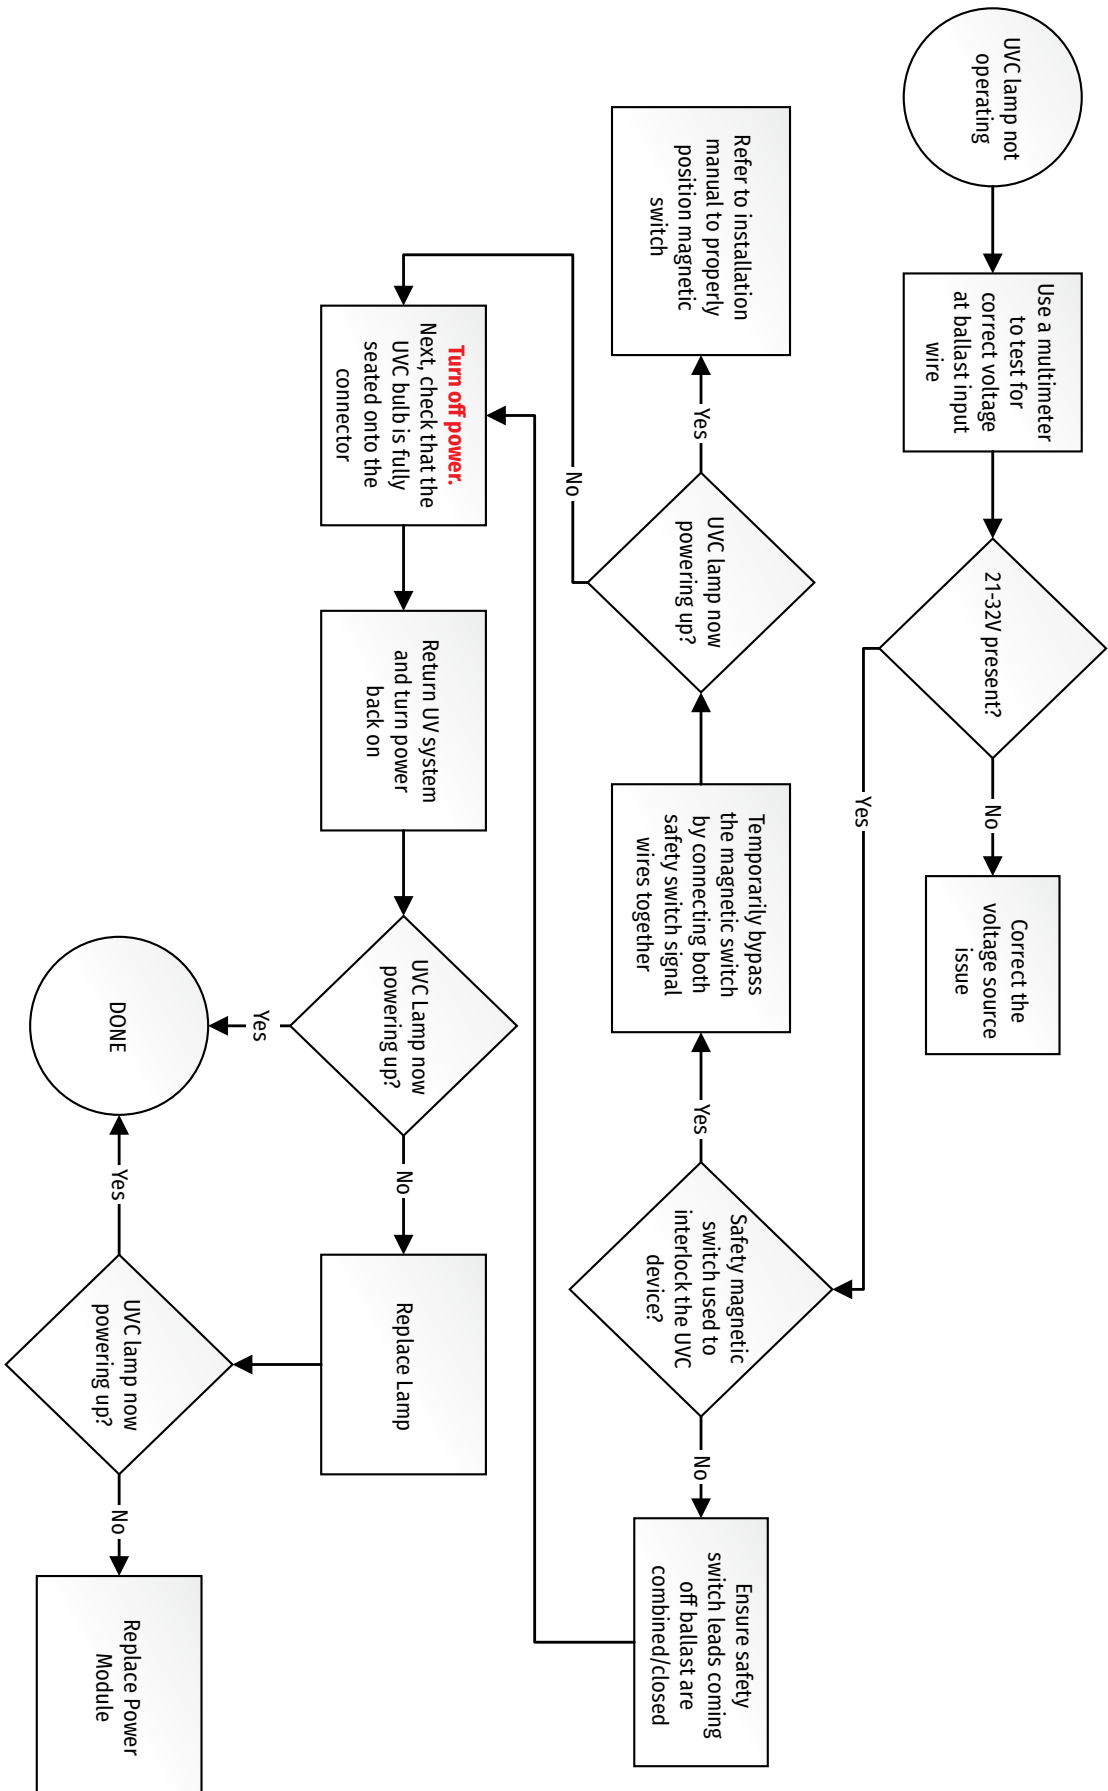 UVC lamp not
operating
Use a multimeter
to test for
correct voltage
at ballast input
wire
21-32V present?
No
Correct the
voltage source
issue
Yes
Safety magnetic
switch used to
interlock the UVC
device?
Yes
No
Temporarily bypass
the magnetic switch
by connecting both
safety switch signal
wires together
Ensure safety
switch leads coming
off ballast are
combined/closed
UVC lamp now
powering up?
Yes
No
Refer to installation
manual to properly
position magnetic
switch
Turn off power.
Next, check that the
UVC bulb is fully
seated onto the
connector
Return UV system
and turn power
back on
UVC Lamp now
powering up?
Yes
No
Replace Lamp
DONE
Yes
UVC lamp now
powering up?
No
Replace Power
Module